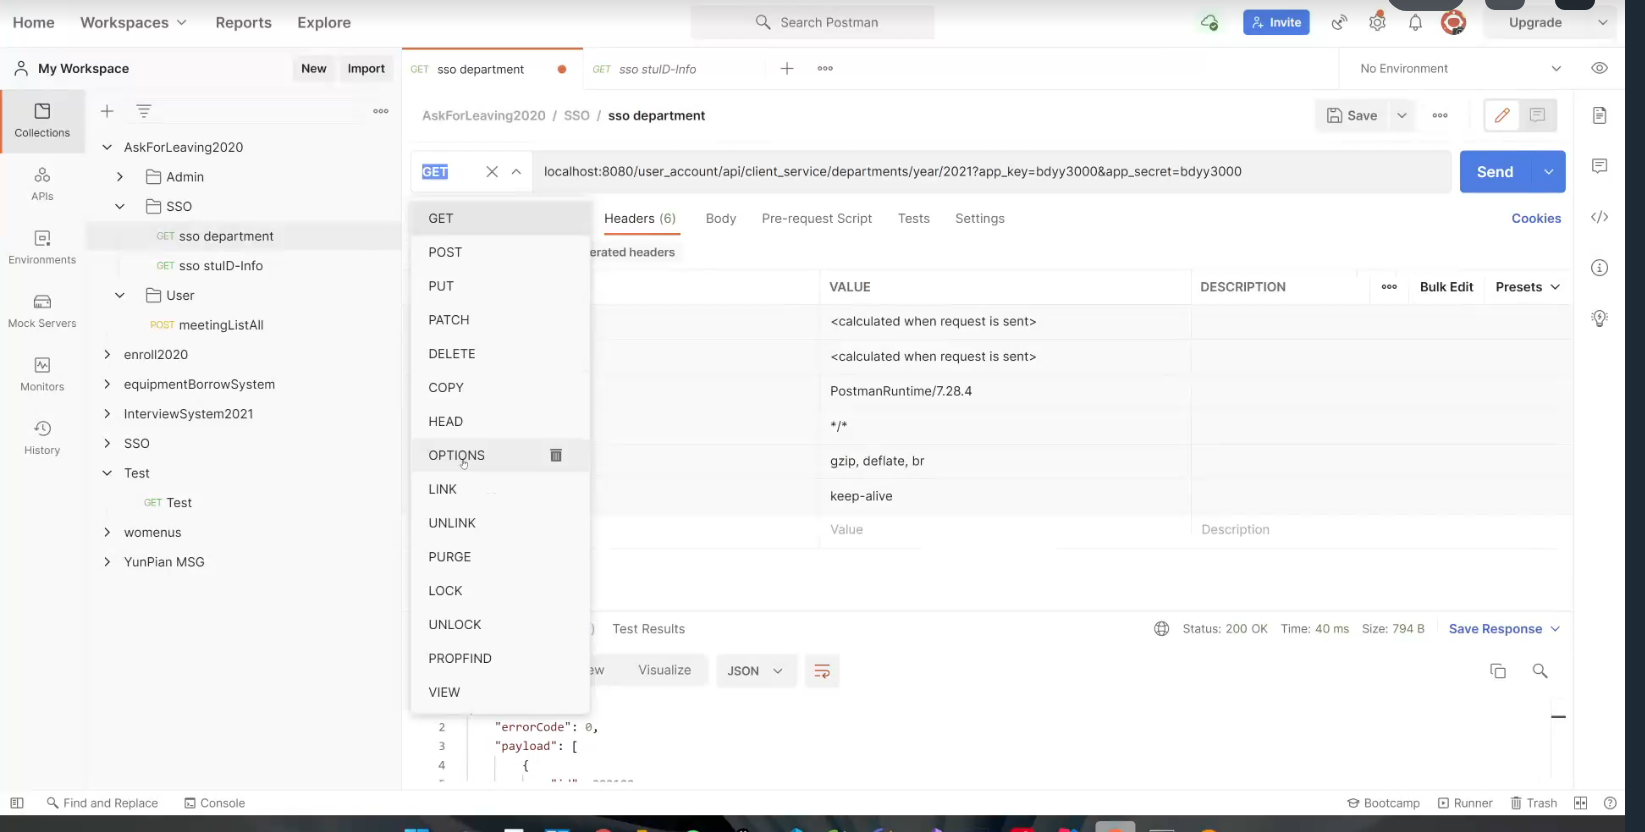 Home Workspaces Reports Explore Search Postman Invite Upgrade
My Workspace New Import GET sso department GET sso stuID-Info No Environment
Collections
APIs
Environments
Mock Servers
Monitors
History
AskForLeaving2020
Admin
SSO
GET sso department
GET sso stuID-Info
User
POST meetingListAll
enroll2020
equipmentBorrowSystem
InterviewSystem2021
SSO
Test
GET Test
womenus
YunPian MSG
AskForLeaving2020 / SSO / sso department Save
GET localhost:8080/user_account/api/client_service/departments/year/2021?app_key=bdyy3000&app_secret=bdyy3000 Send
Headers (6) Body Pre-request Script Tests Settings Cookies
erated headers
GET
POST
PUT
PATCH
DELETE
COPY
HEAD
OPTIONS
LINK
UNLINK
PURGE
LOCK
UNLOCK
PROPFIND
VIEW
VALUE DESCRIPTION Bulk Edit Presets
<calculated when request is sent>
<calculated when request is sent>
PostmanRuntime/7.28.4
*/*
gzip, deflate, br
keep-alive
Value Description
) Test Results Status: 200 OK Time: 40 ms Size: 794 B Save Response
ew Visualize JSON
2 "errorCode": 0,
3 "payload": [
4 {
Find and Replace Console Bootcamp Runner Trash